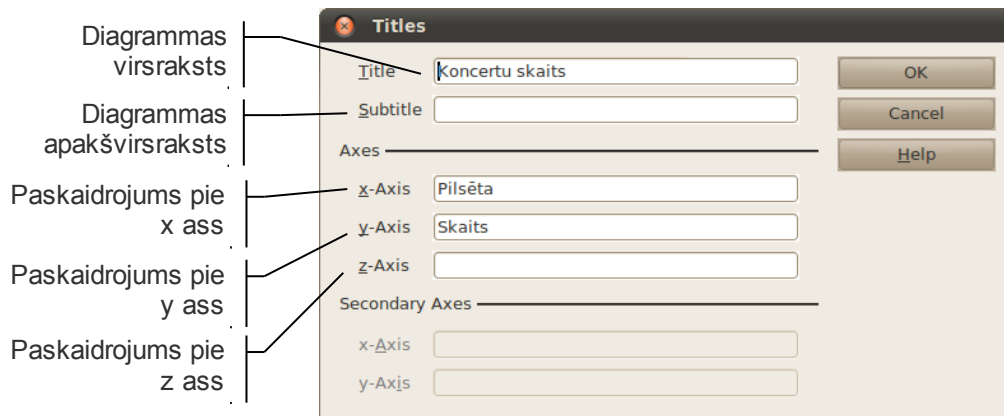 Diagrammas
virsraksts
Diagrammas
apakšvirsraksts
Paskaidrojums pie
x ass
Paskaidrojums pie
y ass
Paskaidrojums pie
z ass
Titles
Title Koncertu skaits
Subtitle
Axes
x-Axis Pilsēta
y-Axis Skaits
z-Axis
Secondary Axes
x-Axis
y-Axis
OK
Cancel
Help